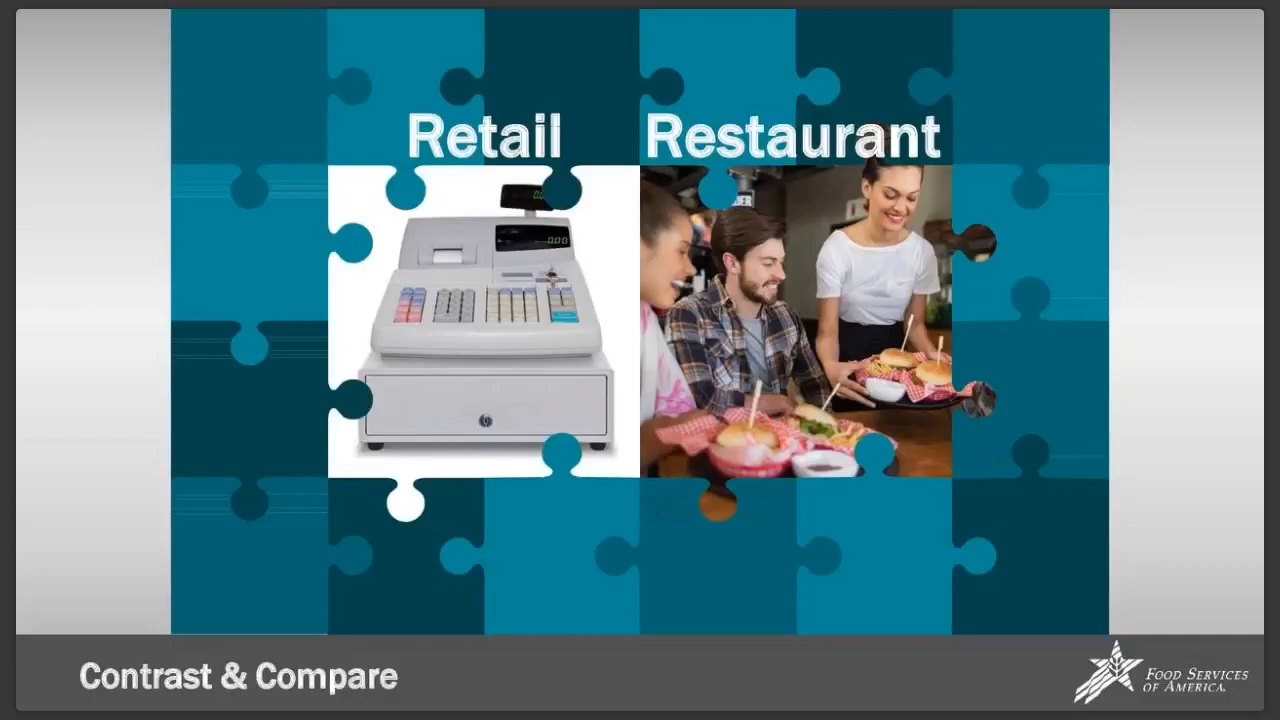 Retail Restaurant
Contrast & Compare
FOOD SERVICES
OF AMERICA.